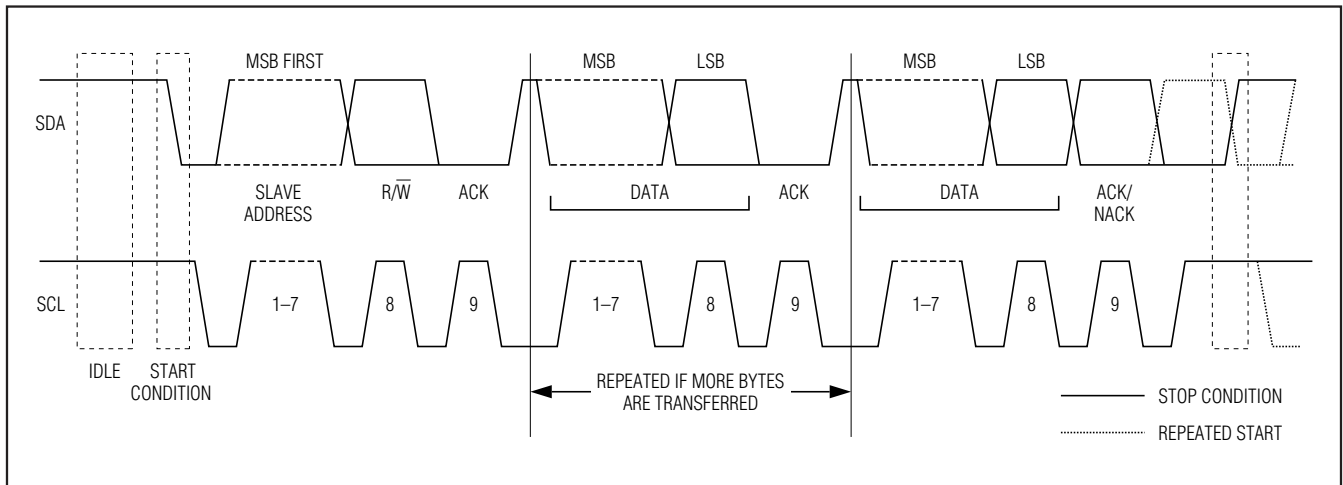 MSB FIRST
MSB
LSB
MSB
LSB
SDA
SLAVE
ADDRESS
R/W̅
ACK
DATA
ACK
DATA
ACK/
NACK
SCL
1–7
8
9
1–7
8
9
1–7
8
9
IDLE
START
CONDITION
REPEATED IF MORE BYTES
ARE TRANSFERRED
STOP CONDITION
REPEATED START